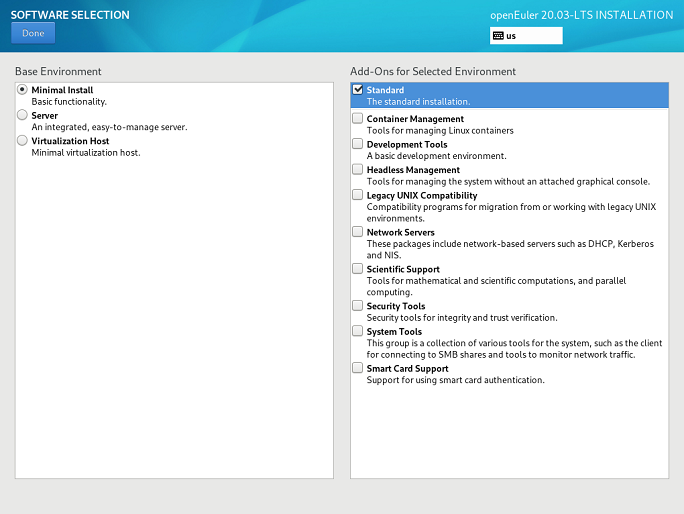 SOFTWARE SELECTION
openEuler 20.03-LTS INSTALLATION
Done
us
Base Environment
Minimal Install
Basic functionality.
Server
An integrated, easy-to-manage server.
Virtualization Host
Minimal virtualization host.
Add-Ons for Selected Environment
Standard
The standard installation.
Container Management
Tools for managing Linux containers
Development Tools
A basic development environment.
Headless Management
Tools for managing the system without an attached graphical console.
Legacy UNIX Compatibility
Compatibility programs for migration from or working with legacy UNIX
environments.
Network Servers
These packages include network-based servers such as DHCP, Kerberos
and NIS.
Scientific Support
Tools for mathematical and scientific computations, and parallel
computing.
Security Tools
Security tools for integrity and trust verification.
System Tools
This group is a collection of various tools for the system, such as the client
for connecting to SMB shares and tools to monitor network traffic.
Smart Card Support
Support for using smart card authentication.